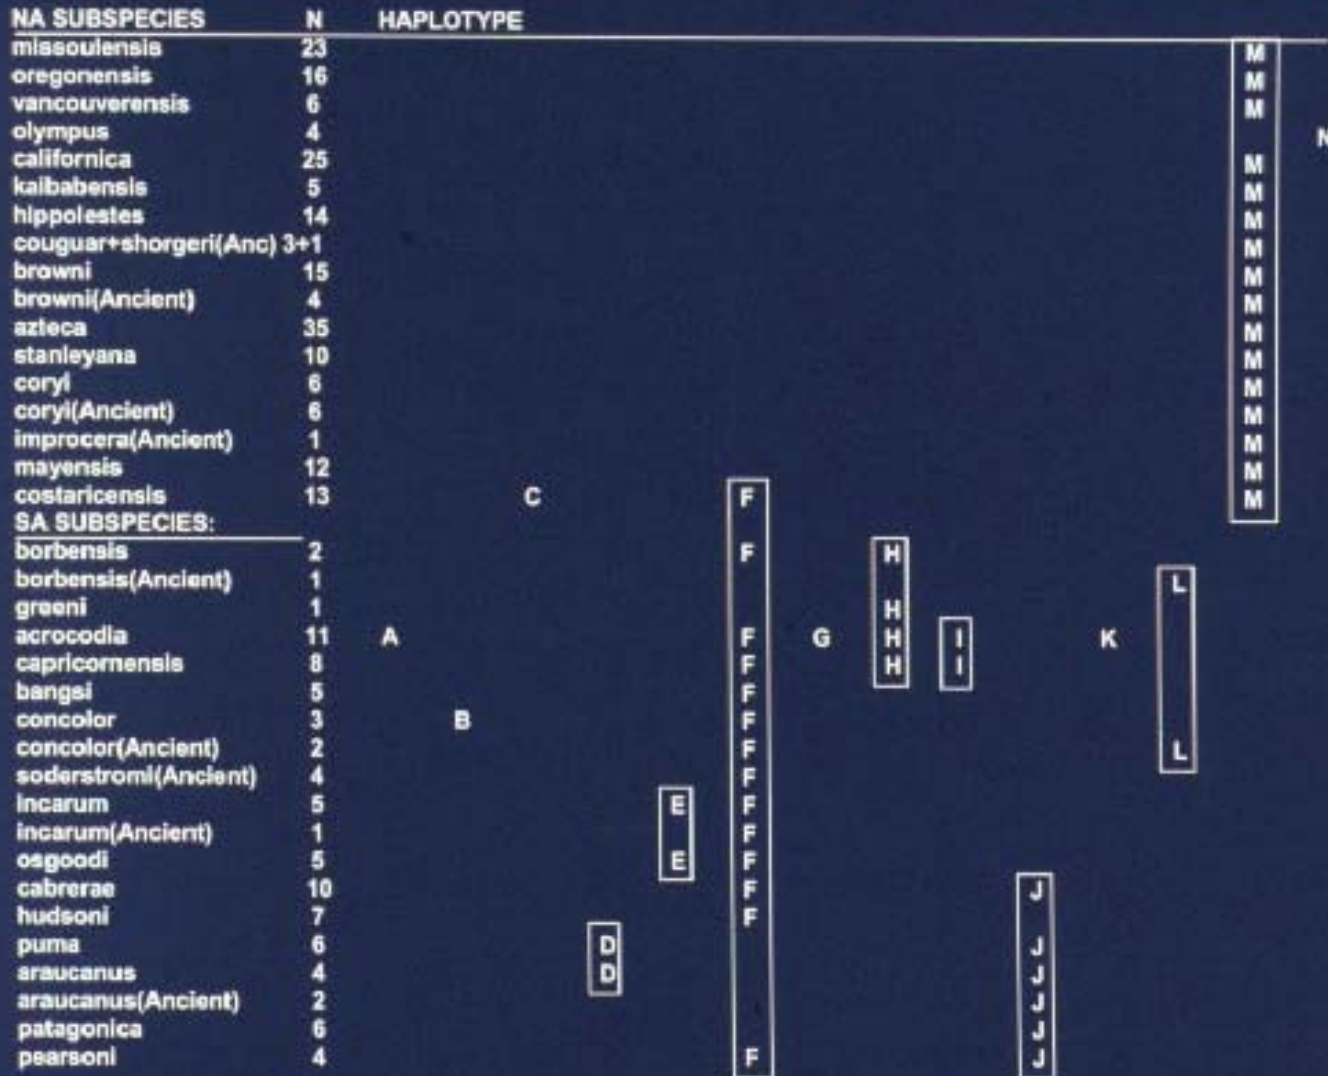 NA SUBSPECIES N HAPLOTYPE
missoulensis 23 M
oregonensis 16 M
vancouverensis 6 M
olympus 4 N
californica 25 M
kaibabensis 5 M
hippolestes 14 M
couguar+shorgeri(Anc) 3+1 M
browni 15 M
browni(Ancient) 4 M
azteca 35 M
stanleyana 10 M
coryi 6 M
coryi(Ancient) 6 M
improcera(Ancient) 1 M
mayensis 12 M
costaricensis 13 C F M
SA SUBSPECIES:
borbensis 2 F H
borbensis(Ancient) 1 L
greeni 1 H
acrocodia 11 A F G H I K
capricornensis 8 F H I
bangsi 5 F
concolor 3 B F
concolor(Ancient) 2 F L
soderstromi(Ancient) 4 F
incarum 5 E F
incarum(Ancient) 1 F
osgoodi 5 E F
cabrerae 10 F J
hudsoni 7 F
puma 6 D J
araucanus 4 D J
araucanus(Ancient) 2 J
patagonica 6 J
pearsoni 4 F J